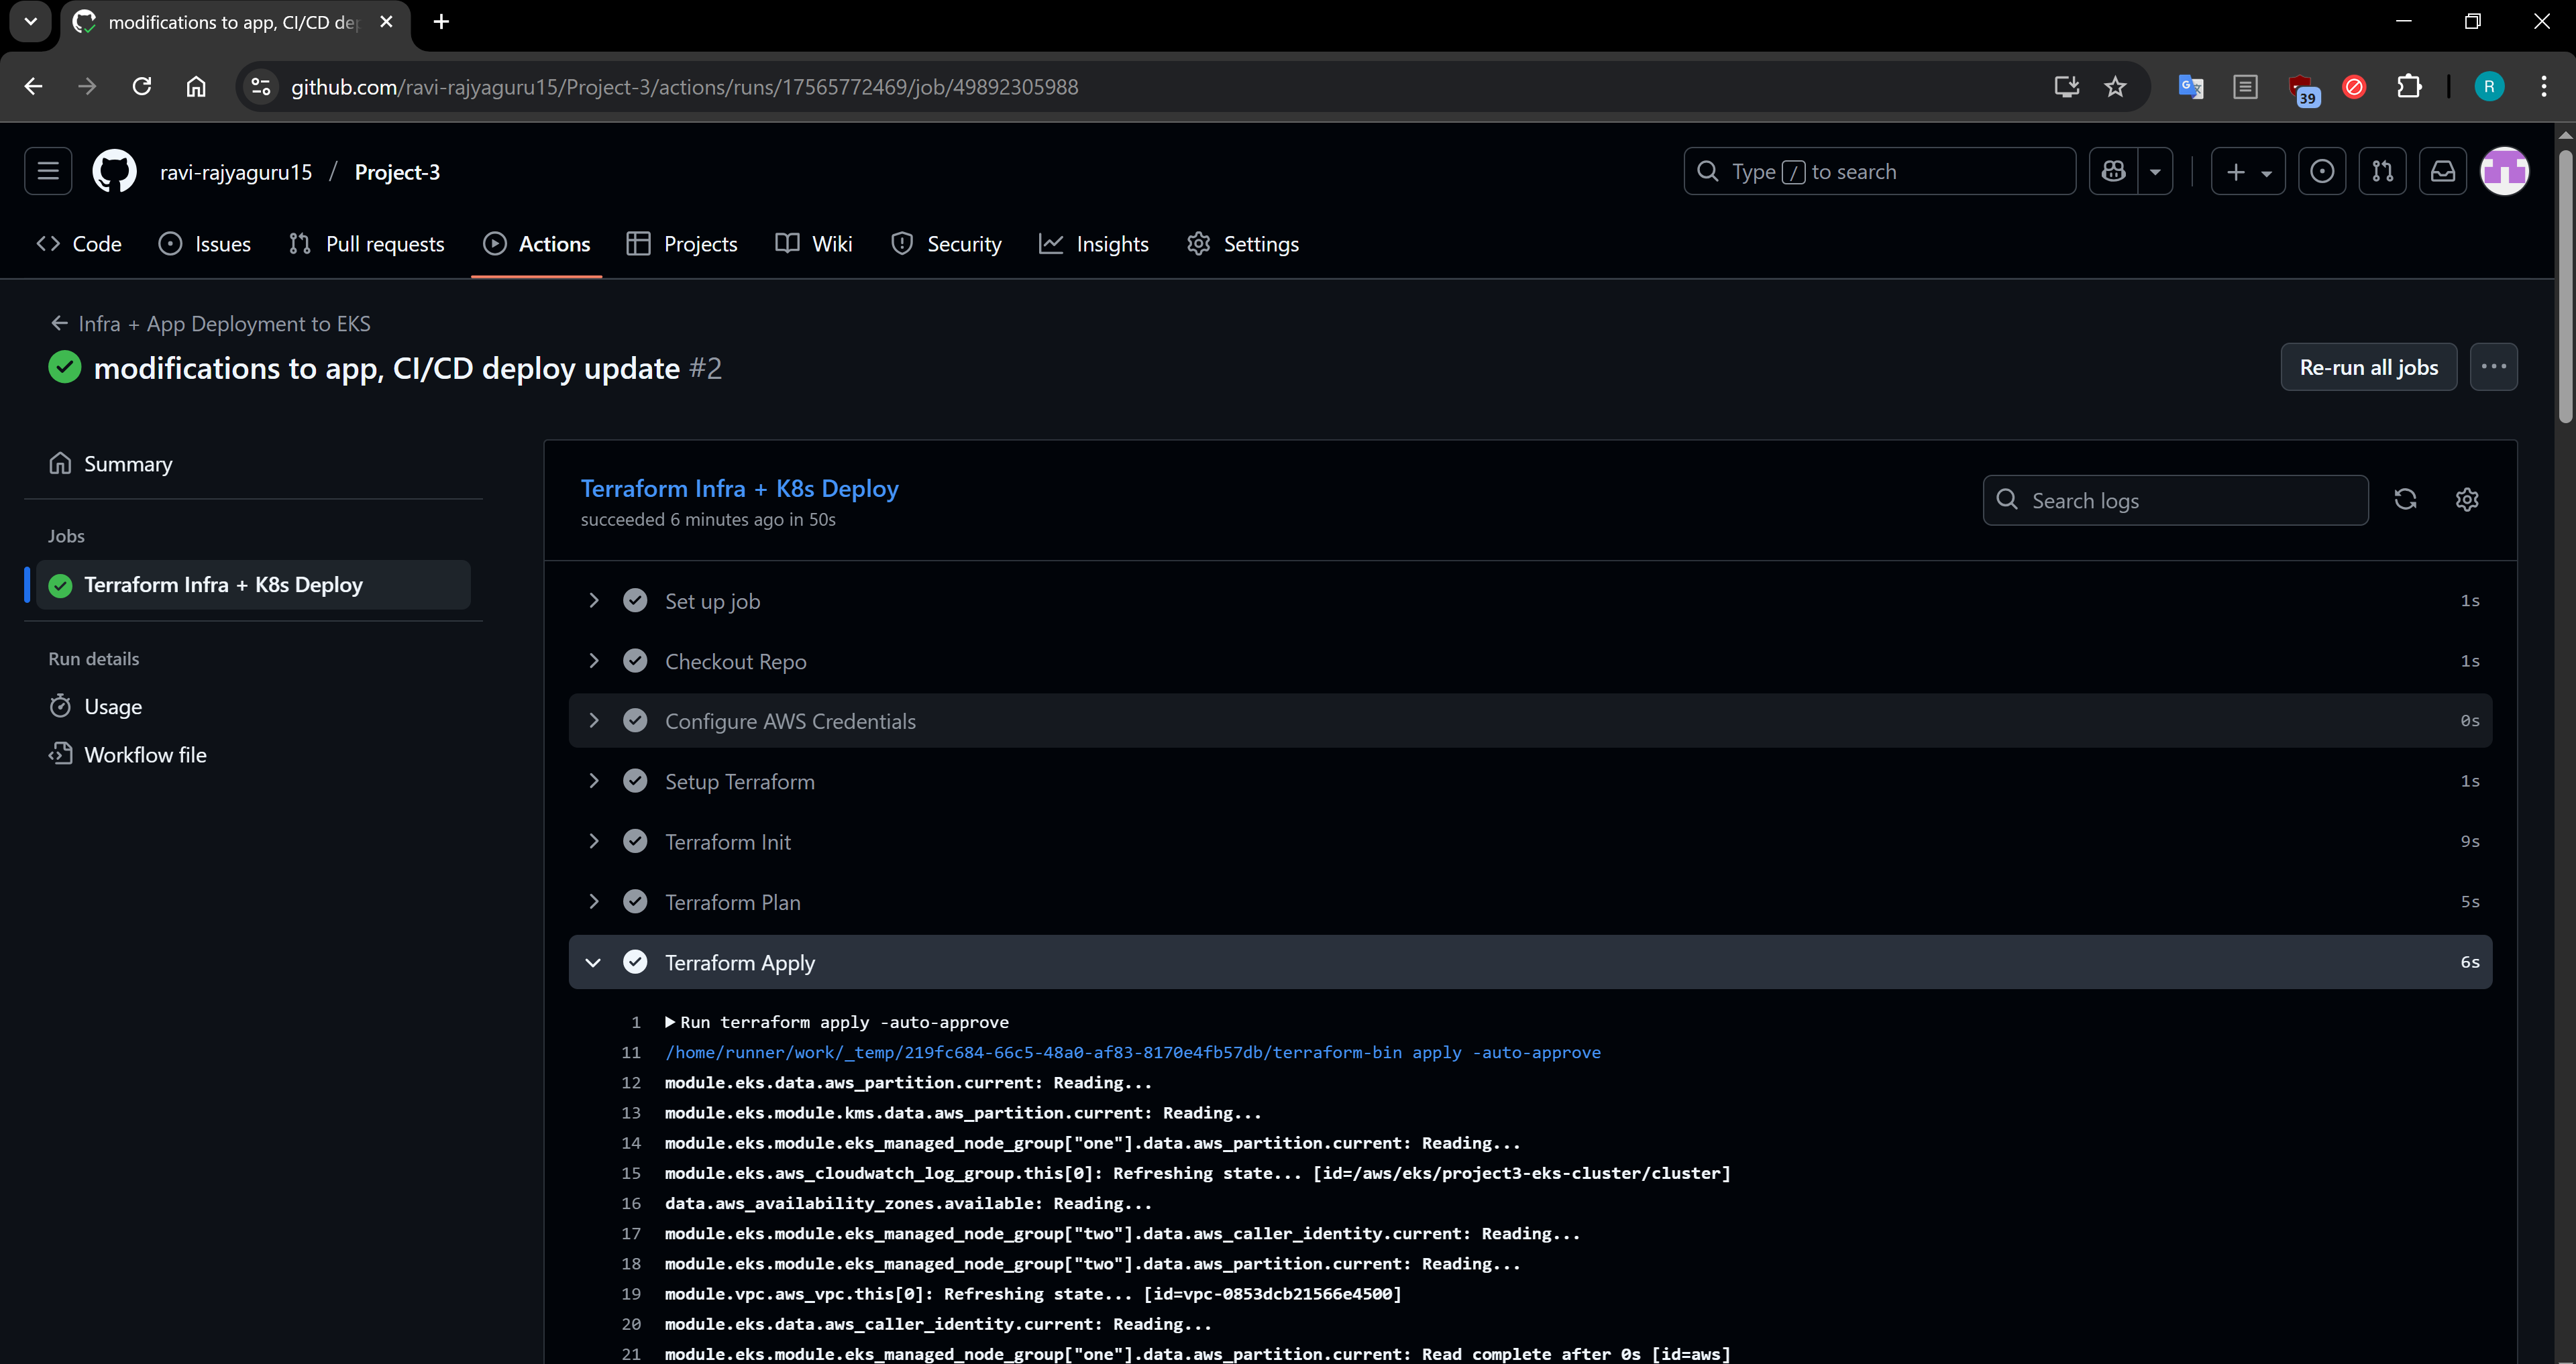 modifications to app, CI/CD dep
github.com/ravi-rajyaguru15/Project-3/actions/runs/17565772469/job/49892305988
39
R
ravi-rajyaguru15 / Project-3
Type / to search
Code
Issues
Pull requests
Actions
Projects
Wiki
Security
Insights
Settings
Infra + App Deployment to EKS
modifications to app, CI/CD deploy update #2
Re-run all jobs
Summary
Jobs
Terraform Infra + K8s Deploy
Run details
Usage
Workflow file
Terraform Infra + K8s Deploy
succeeded 6 minutes ago in 50s
Search logs
Set up job 1s
Checkout Repo 1s
Configure AWS Credentials 0s
Setup Terraform 1s
Terraform Init 9s
Terraform Plan 5s
Terraform Apply 6s
1 Run terraform apply -auto-approve
11 /home/runner/work/_temp/219fc684-66c5-48a0-af83-8170e4fb57db/terraform-bin apply -auto-approve
12 module.eks.data.aws_partition.current: Reading...
13 module.eks.module.kms.data.aws_partition.current: Reading...
14 module.eks.module.eks_managed_node_group["one"].data.aws_partition.current: Reading...
15 module.eks.aws_cloudwatch_log_group.this[0]: Refreshing state... [id=/aws/eks/project3-eks-cluster/cluster]
16 data.aws_availability_zones.available: Reading...
17 module.eks.module.eks_managed_node_group["two"].data.aws_caller_identity.current: Reading...
18 module.eks.module.eks_managed_node_group["two"].data.aws_partition.current: Reading...
19 module.vpc.aws_vpc.this[0]: Refreshing state... [id=vpc-0853dcb21566e4500]
20 module.eks.data.aws_caller_identity.current: Reading...
21 module.eks.module.eks_managed_node_group["one"].data.aws_partition.current: Read complete after 0s [id=aws]